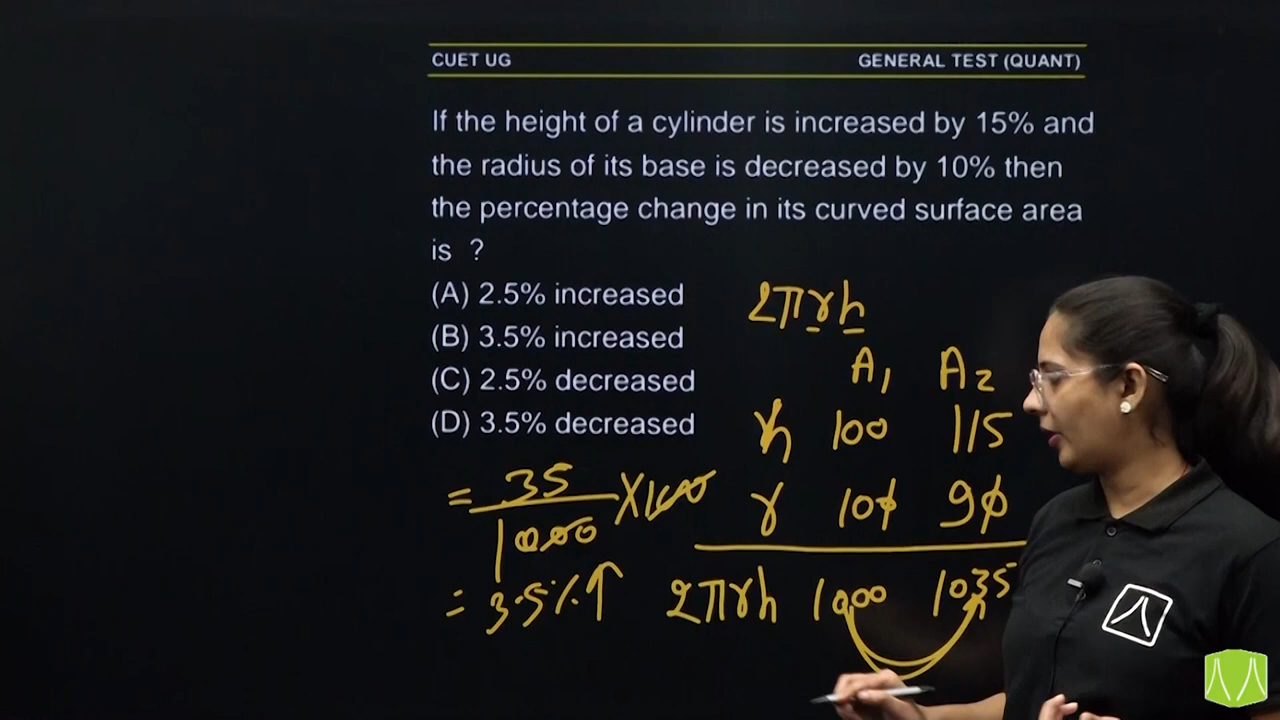 CUET UG GENERAL TEST (QUANT)
If the height of a cylinder is increased by 15% and
the radius of its base is decreased by 10% then
the percentage change in its curved surface area
is ?
(A) 2.5% increased
(B) 3.5% increased
(C) 2.5% decreased
(D) 3.5% decreased
2πrh
A₁ A₂
h 100 115
r 100 90
2πrh 1000 1035
= 35/1000 × 100
= 3.5% ↑